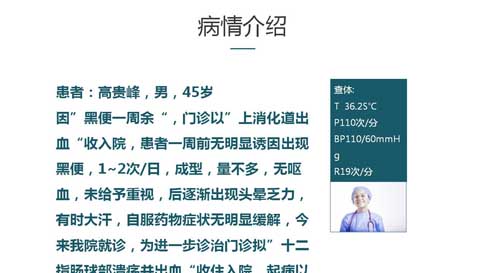 病情介绍
患者：高贵峰，男，45岁
因”黑便一周余“，门诊以”上消化道出
血“收入院，患者一周前无明显诱因出现
黑便，1~2次/日，成型，量不多，无呕
血，未给予重视，后逐渐出现头晕乏力，
有时大汗，自服药物症状无明显缓解，今
来我院就诊，为进一步诊治门诊拟”十二
指肠球部溃疡并出血“收住入院，起病以
查体:
T  36.25℃
P110次/分
BP110/60mmH
g
R19次/分